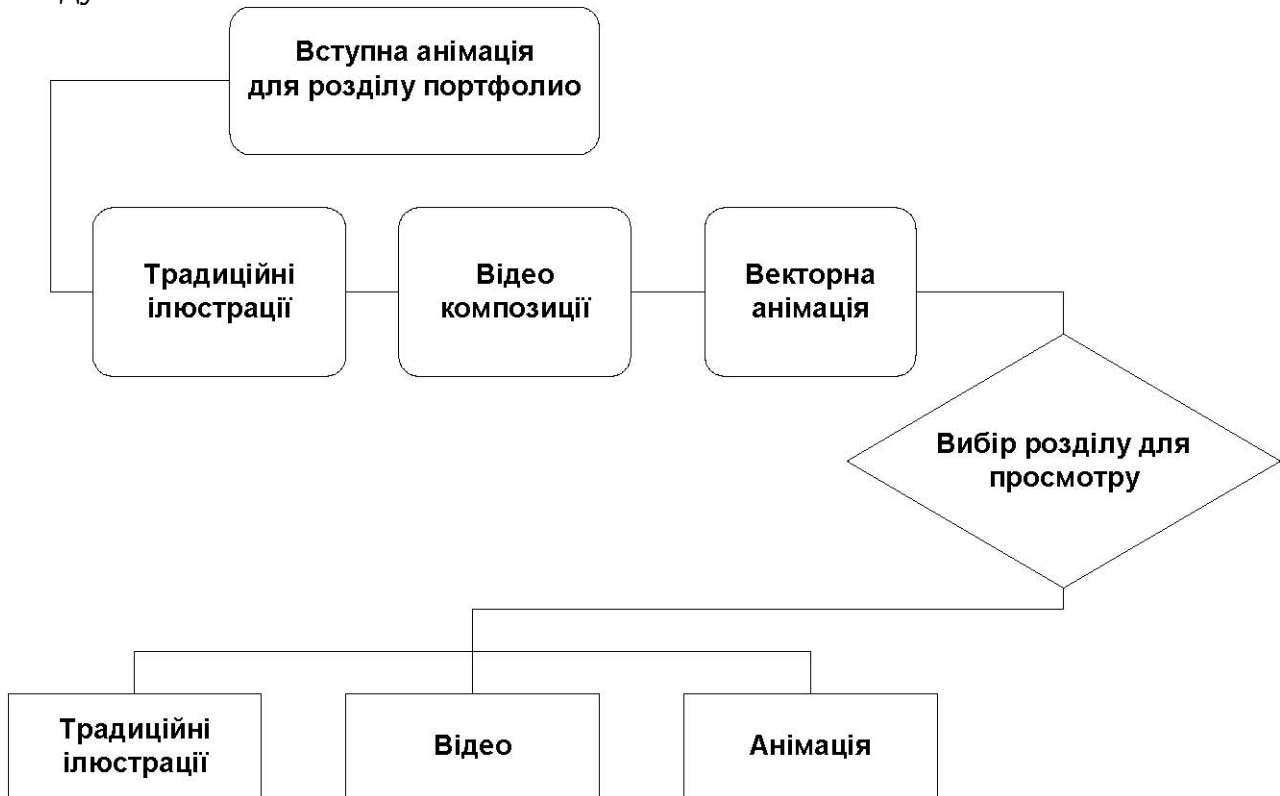 Вступна анімація
для розділу портфолио
Традиційні
ілюстрації
Відео
композиції
Векторна
анімація
Вибір розділу для
просмотру
Традиційні
ілюстрації
Відео
Анімація